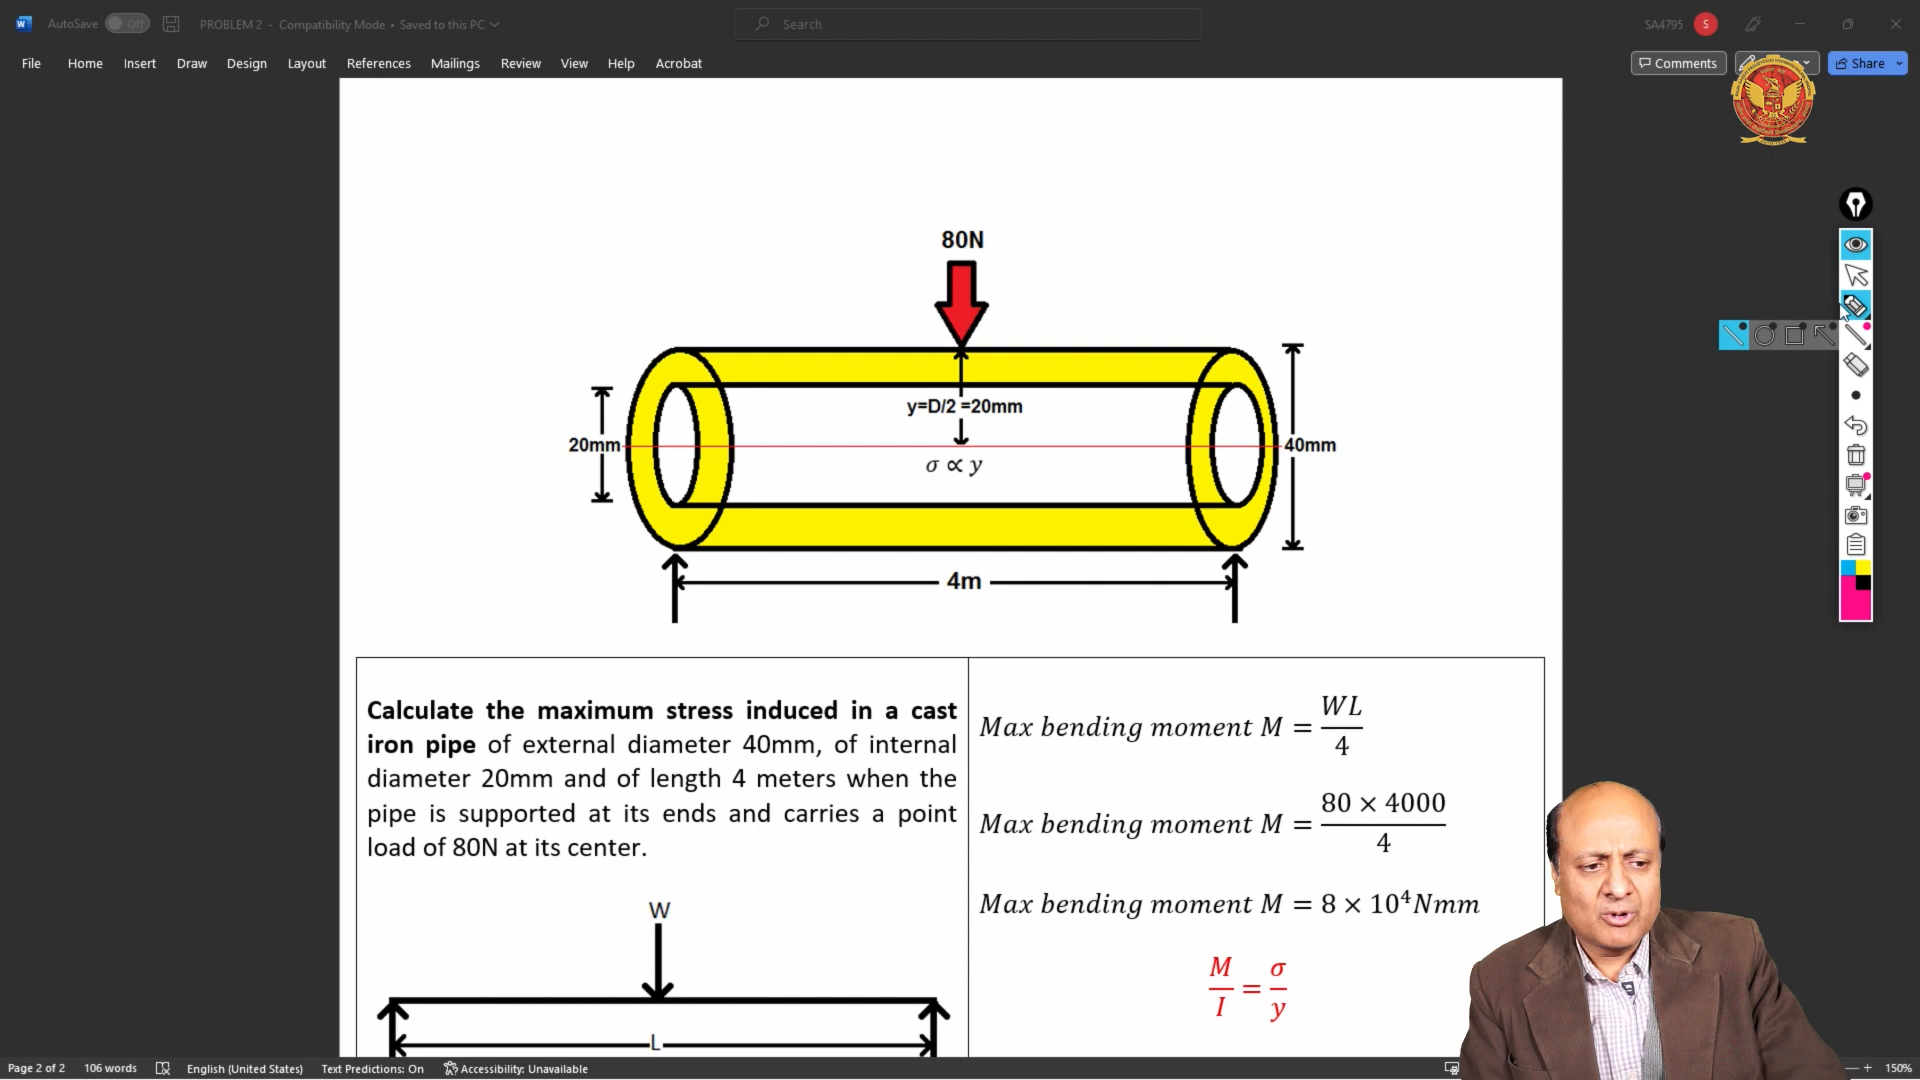 AutoSave Off PROBLEM 2 - Compatibility Mode • Saved to this PC Search SA4795 S
File Home Insert Draw Design Layout References Mailings Review View Help Acrobat Comments Share
80N
y=D/2 =20mm
20mm
40mm
σ ∝ y
4m
Calculate the maximum stress induced in a cast
iron pipe of external diameter 40mm, of internal
diameter 20mm and of length 4 meters when the
pipe is supported at its ends and carries a point
load of 80N at its center.
W
L
Max bending moment M = WL/4
Max bending moment M = 80 × 4000/4
Max bending moment M = 8 × 10⁴Nmm
M/I = σ/y
Page 2 of 2 106 words English (United States) Text Predictions: On Accessibility: Unavailable 150%